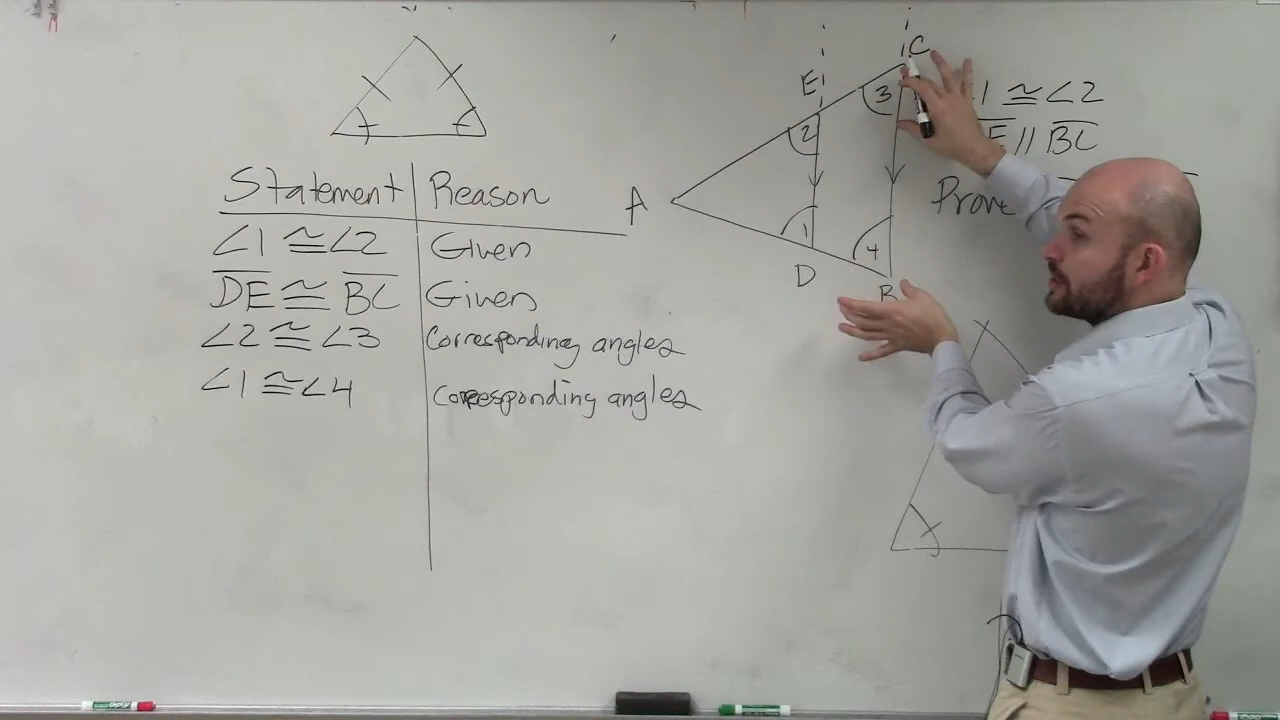 Statement | Reason
∠1 ≅ ∠2 Given
DE ≅ BC Given
∠2 ≅ ∠3 Corresponding angles
∠1 ≅ ∠4 Corresponding angles
C
E
3
2
A
1
4
D
B
1 ≅ ∠2
E // BC
Prove